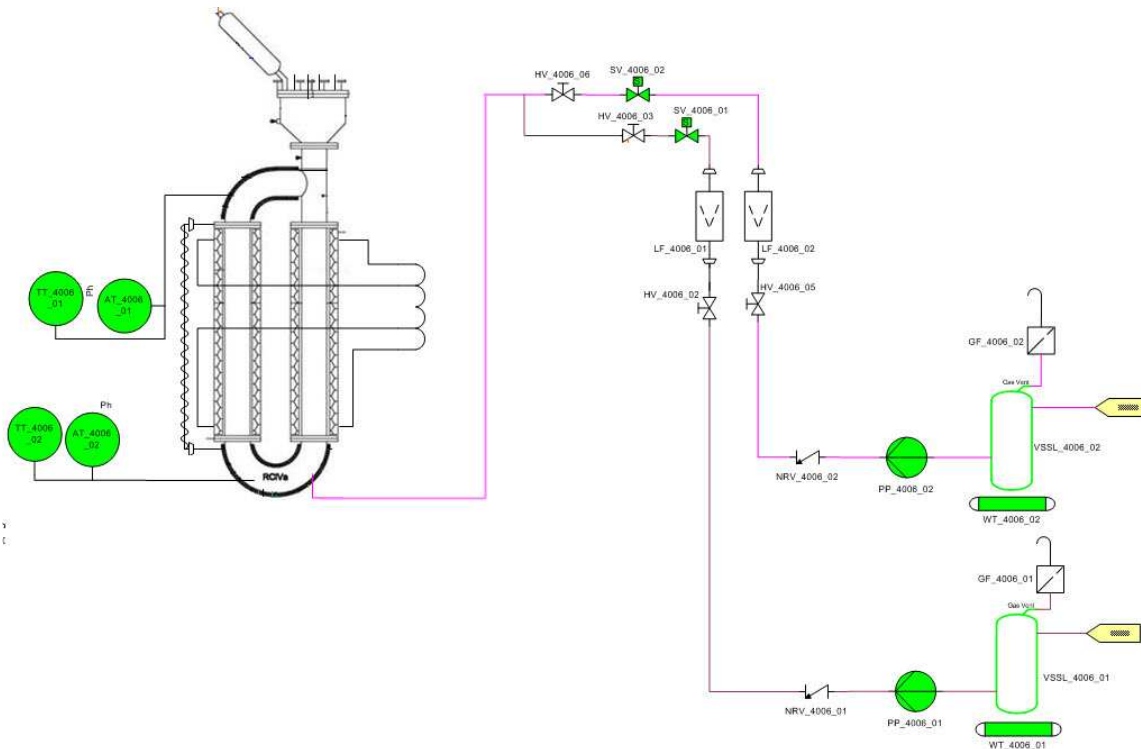 HV_4006_06
SV_4006_02
SV_4006_01
HV_4006_03
LF_4006_01
LF_4006_02
HV_4006_02
HV_4006_05
TT_4006
_01
Ph
AT_4006
_01
GF_4006_02
Gas Vent
Ph
TT_4006
_02
AT_4006
_02
RCIVs
VSSL_4006_02
NRV_4006_02
PP_4006_02
WT_4006_02
GF_4006_01
Gas Vent
VSSL_4006_01
NRV_4006_01
PP_4006_01
WT_4006_01